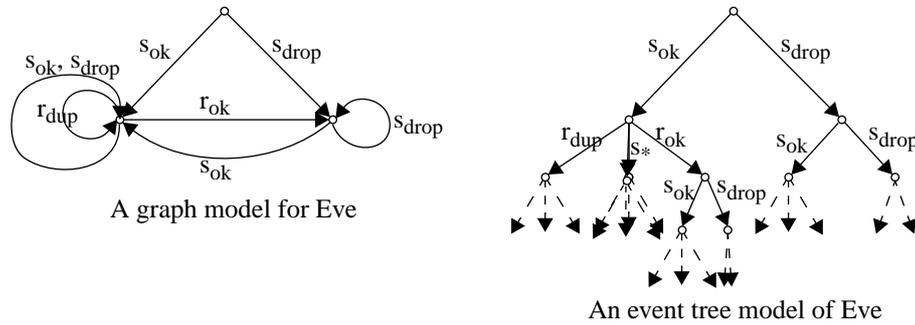 s_ok s_drop
s_ok, s_drop
r_dup r_ok s_drop
s_ok
A graph model for Eve
s_ok s_drop
r_dup s_* r_ok s_ok s_drop
s_ok s_drop
An event tree model of Eve